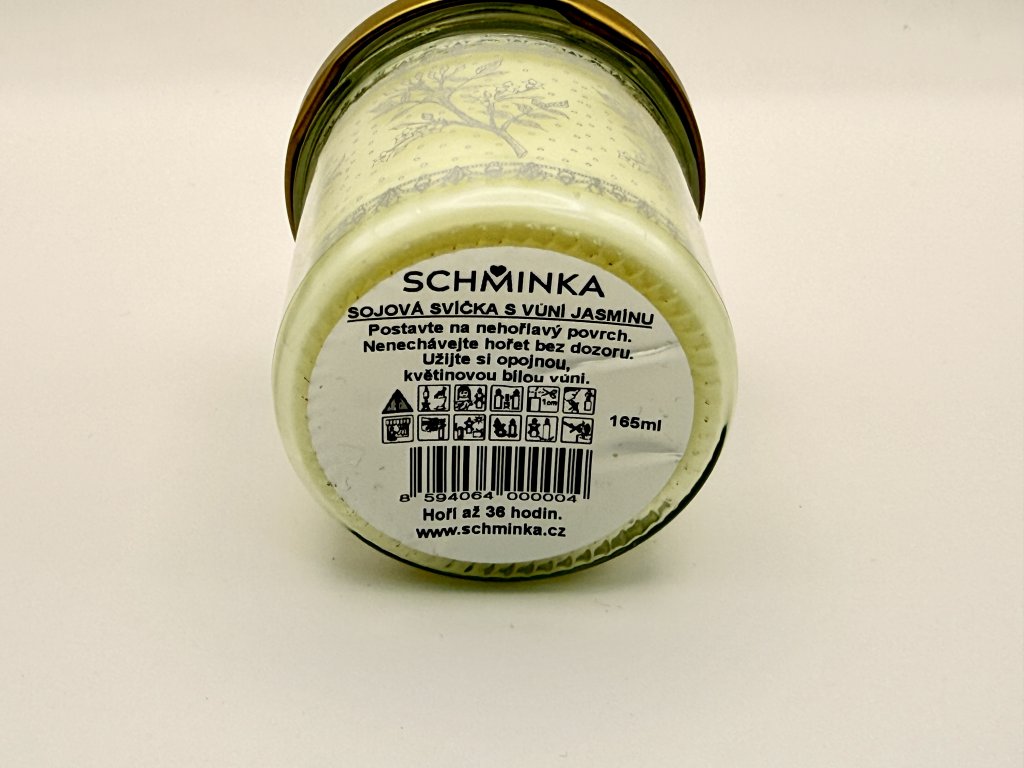 SCHMINKA
SOJOVÁ SVÍČKA S VŮNÍ JASMÍNU
Postavte na nehořlavý povrch.
Nenechávejte hořet bez dozoru.
Užijte si opojnou,
květinovou bílou vůni.
1cm
165ml
8 594064 000004
Hoří až 36 hodin.
www.schminka.cz